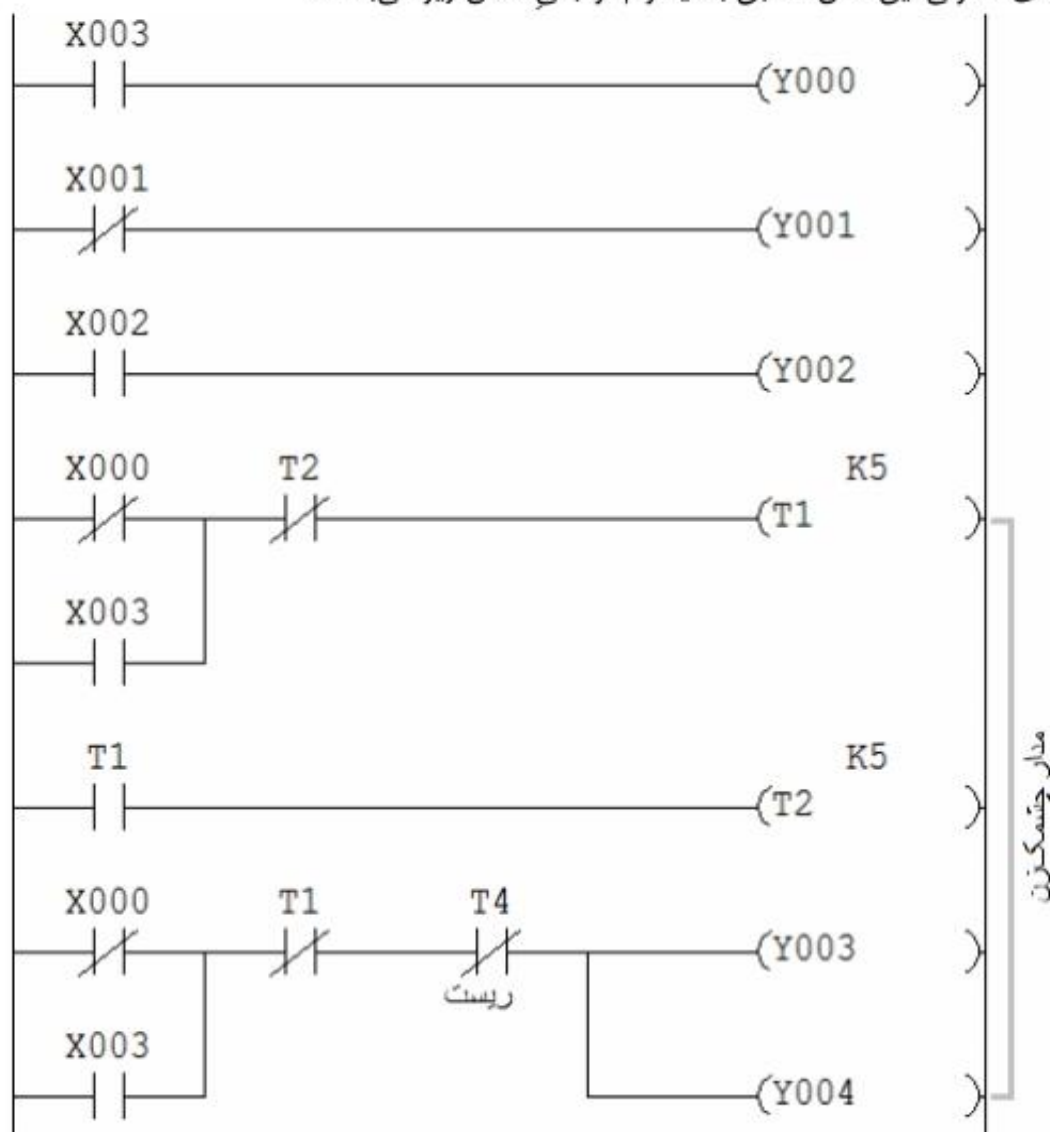 X003
(Y000 )
X001
(Y001 )
X002
(Y002 )
X000 T2 K5
(T1 )
X003
T1 K5
(T2 )
X000 T1 T4
(Y003 )
ریست
X003
(Y004 )
مدار چشمک‌زن